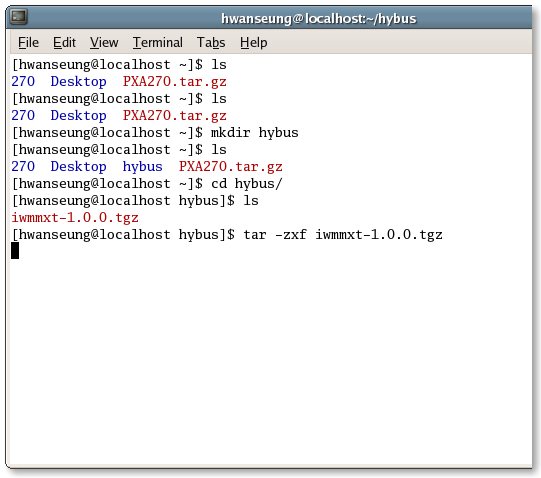 hwanseung@localhost:~/hybus
File Edit View Terminal Tabs Help
[hwanseung@localhost ~]$ ls
270 Desktop PXA270.tar.gz
[hwanseung@localhost ~]$ ls
270 Desktop PXA270.tar.gz
[hwanseung@localhost ~]$ mkdir hybus
[hwanseung@localhost ~]$ ls
270 Desktop hybus PXA270.tar.gz
[hwanseung@localhost ~]$ cd hybus/
[hwanseung@localhost hybus]$ ls
iwmmxt-1.0.0.tgz
[hwanseung@localhost hybus]$ tar -zxf iwmmxt-1.0.0.tgz